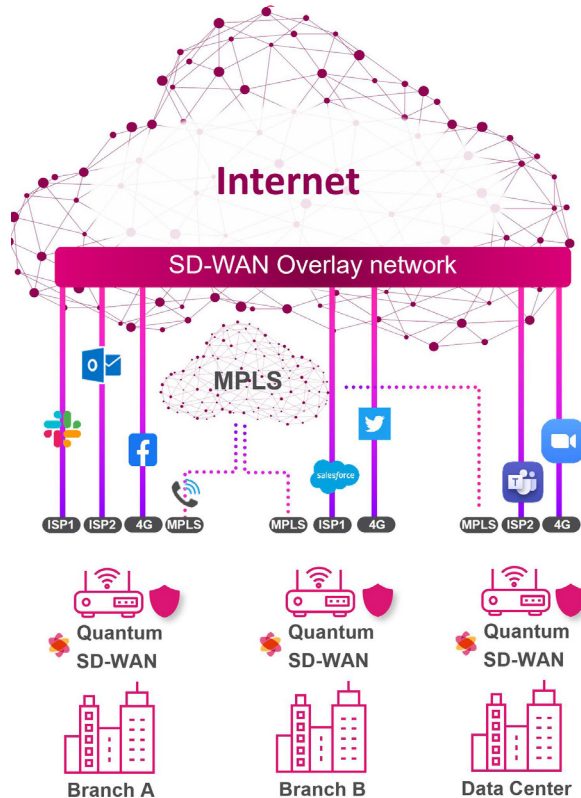 Internet
SD-WAN Overlay network
MPLS
salesforce
ISP1 ISP2 4G MPLS MPLS ISP1 4G MPLS ISP2 4G
Quantum
SD-WAN
Quantum
SD-WAN
Quantum
SD-WAN
Branch A
Branch B
Data Center